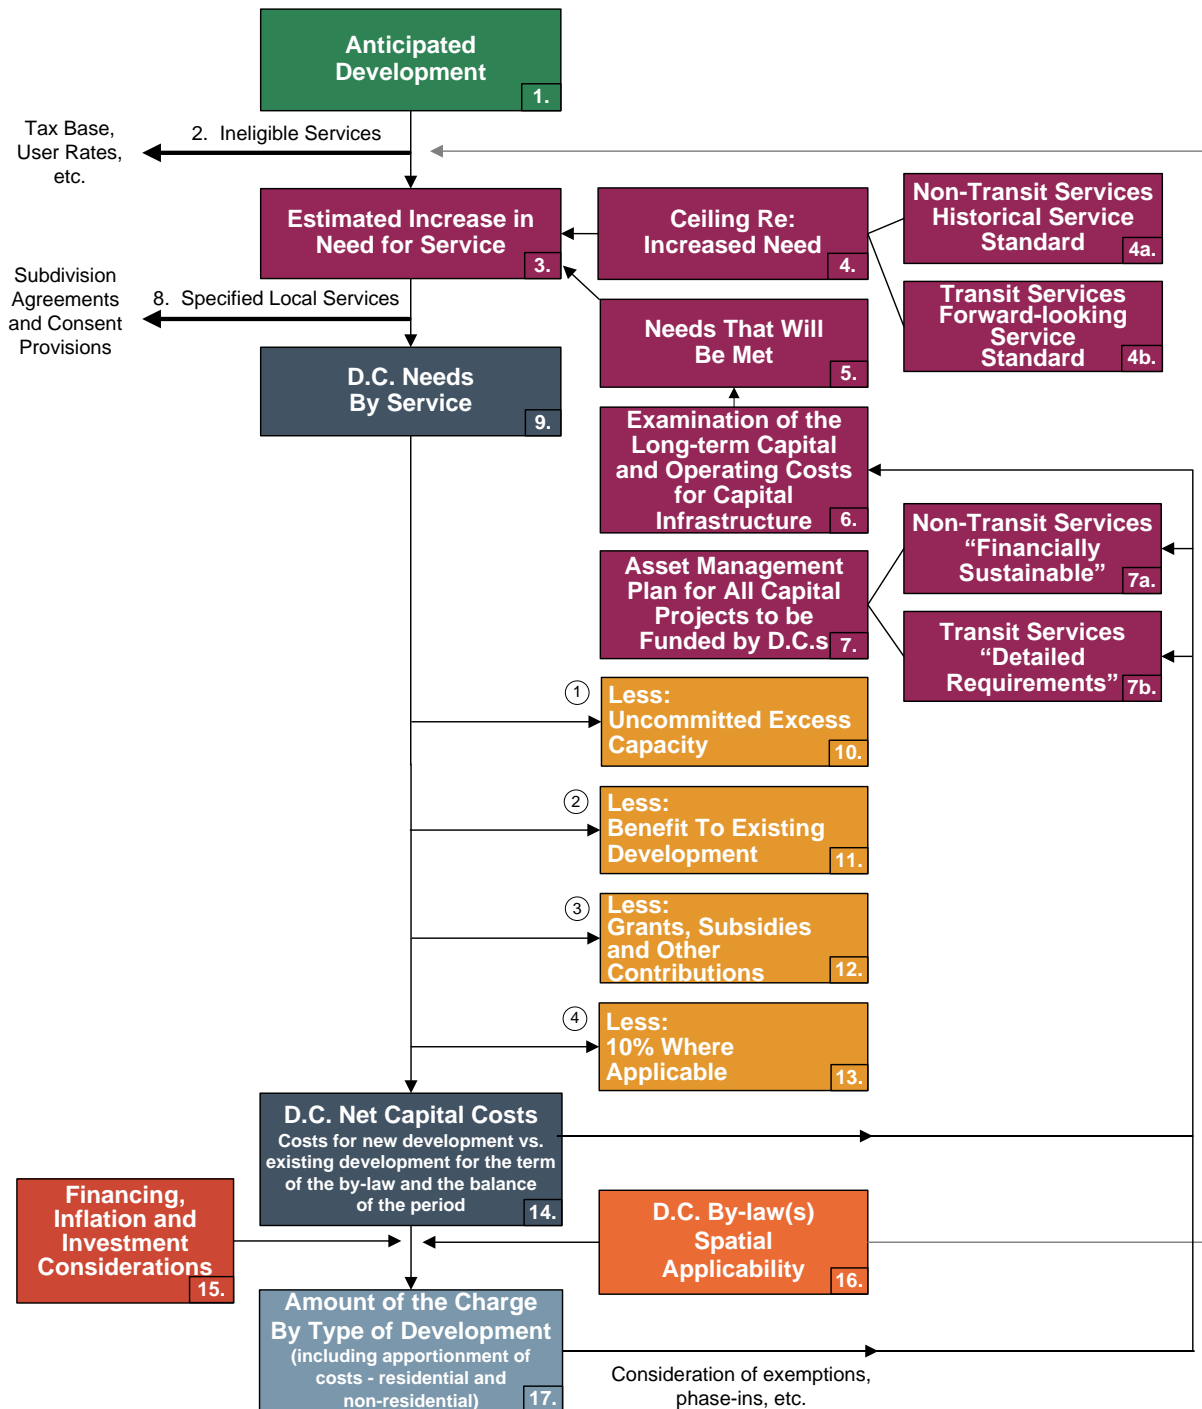 Anticipated
Development
1.
Tax Base,
User Rates,
etc.
2. Ineligible Services
Estimated Increase in
Need for Service
3.
Ceiling Re:
Increased Need
4.
Non-Transit Services
Historical Service
Standard
4a.
Transit Services
Forward-looking
Service
Standard
4b.
Subdivision
Agreements
and Consent
Provisions
8. Specified Local Services
Needs That Will
Be Met
5.
D.C. Needs
By Service
9.
Examination of the
Long-term Capital
and Operating Costs
for Capital
Infrastructure
6.
Non-Transit Services
“Financially
Sustainable”
7a.
Asset Management
Plan for All Capital
Projects to be
Funded by D.C.s
7.
Transit Services
“Detailed
Requirements”
7b.
1
Less:
Uncommitted Excess
Capacity
10.
2
Less:
Benefit To Existing
Development
11.
3
Less:
Grants, Subsidies
and Other
Contributions
12.
4
Less:
10% Where
Applicable
13.
D.C. Net Capital Costs
Costs for new development vs.
existing development for the term
of the by-law and the balance
of the period
14.
Financing,
Inflation and
Investment
Considerations
15.
D.C. By-law(s)
Spatial
Applicability
16.
Amount of the Charge
By Type of Development
(including apportionment of
costs - residential and
non-residential)
17.
Consideration of exemptions,
phase-ins, etc.